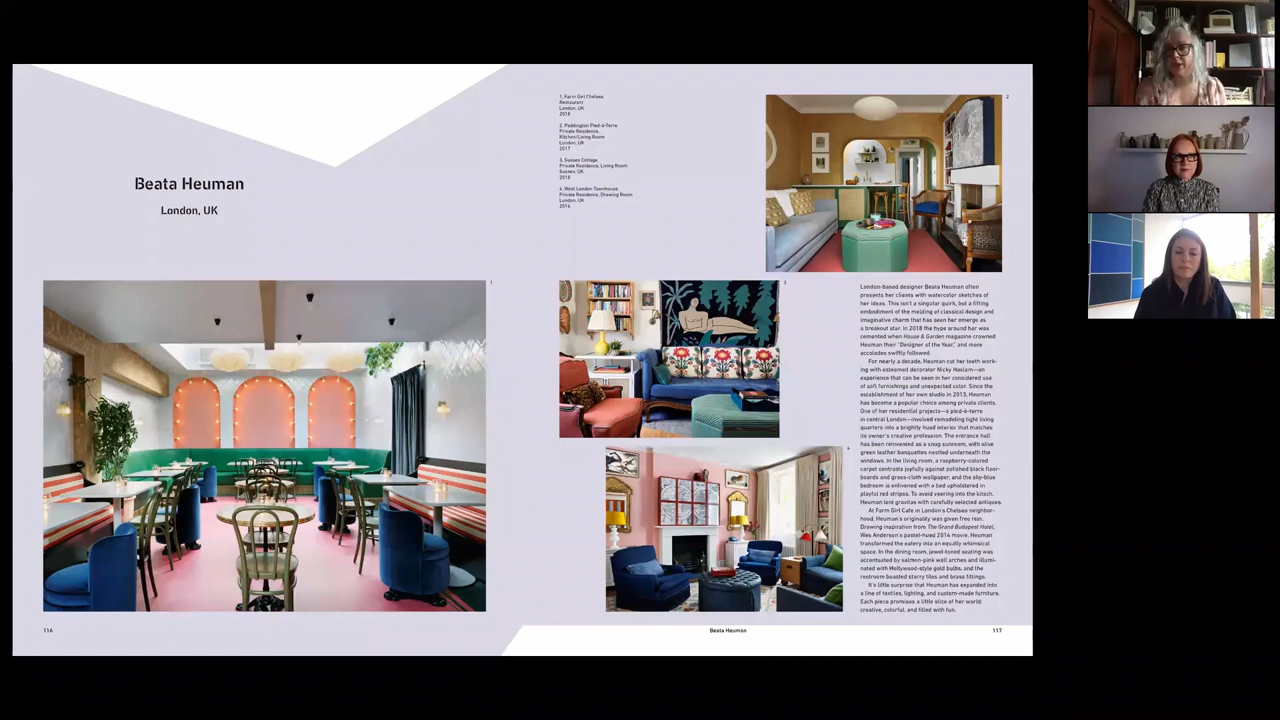 Beata Heuman
London, UK
1. Farm Girl Chelsea
Restaurant
London, UK
2018
2. Paddington Pied-à-Terre
Private Residence,
Kitchen/Living Room
London, UK
2017
3. Sussex Cottage
Private Residence, Living Room
Sussex, UK
2018
4. West London Townhouse
Private Residence, Drawing Room
London, UK
2016
1
2
3
4
London-based designer Beata Heuman often
presents her clients with watercolor sketches of
her ideas. This isn't a singular quirk, but a fitting
embodiment of the melding of classical design and
imaginative charm that has seen her emerge as
a breakout star. In 2018 the hype around her was
cemented when House & Garden magazine crowned
Heuman their "Designer of the Year," and more
accolades swiftly followed.
For nearly a decade, Heuman cut her teeth work-
ing with esteemed decorator Nicky Haslam—an
experience that can be seen in her considered use
of soft furnishings and unexpected color. Since the
establishment of her own studio in 2013, Heuman
has become a popular choice among private clients.
One of her residential projects—a pied-à-terre
in central London—involved remodeling tight living
quarters into a brightly hued interior that matches
its owner's creative profession. The entrance hall
has been reinvented as a snug sunroom, with olive
green leather banquettes nestled underneath the
windows. In the living room, a raspberry-colored
carpet contrasts joyfully against polished black floor-
boards and grass-cloth wallpaper, and the sky-blue
bedroom is enlivened with a bed upholstered in
playful red stripes. To avoid veering into the kitsch,
Heuman lent gravitas with carefully selected antiques.
At Farm Girl Cafe in London's Chelsea neighbor-
hood, Heuman's originality was given free rein.
Drawing inspiration from The Grand Budapest Hotel,
Wes Anderson's pastel-hued 2014 movie, Heuman
transformed the eatery into an equally whimsical
space. In the dining room, jewel-toned seating was
accentuated by salmon-pink wall arches and illumi-
nated with Hollywood-style gold bulbs, and the
restroom boasted starry tiles and brass fittings.
It's little surprise that Heuman has expanded into
a line of textiles, lighting, and custom-made furniture.
Each piece promises a little slice of her world:
creative, colorful, and filled with fun.
116
Beata Heuman
117